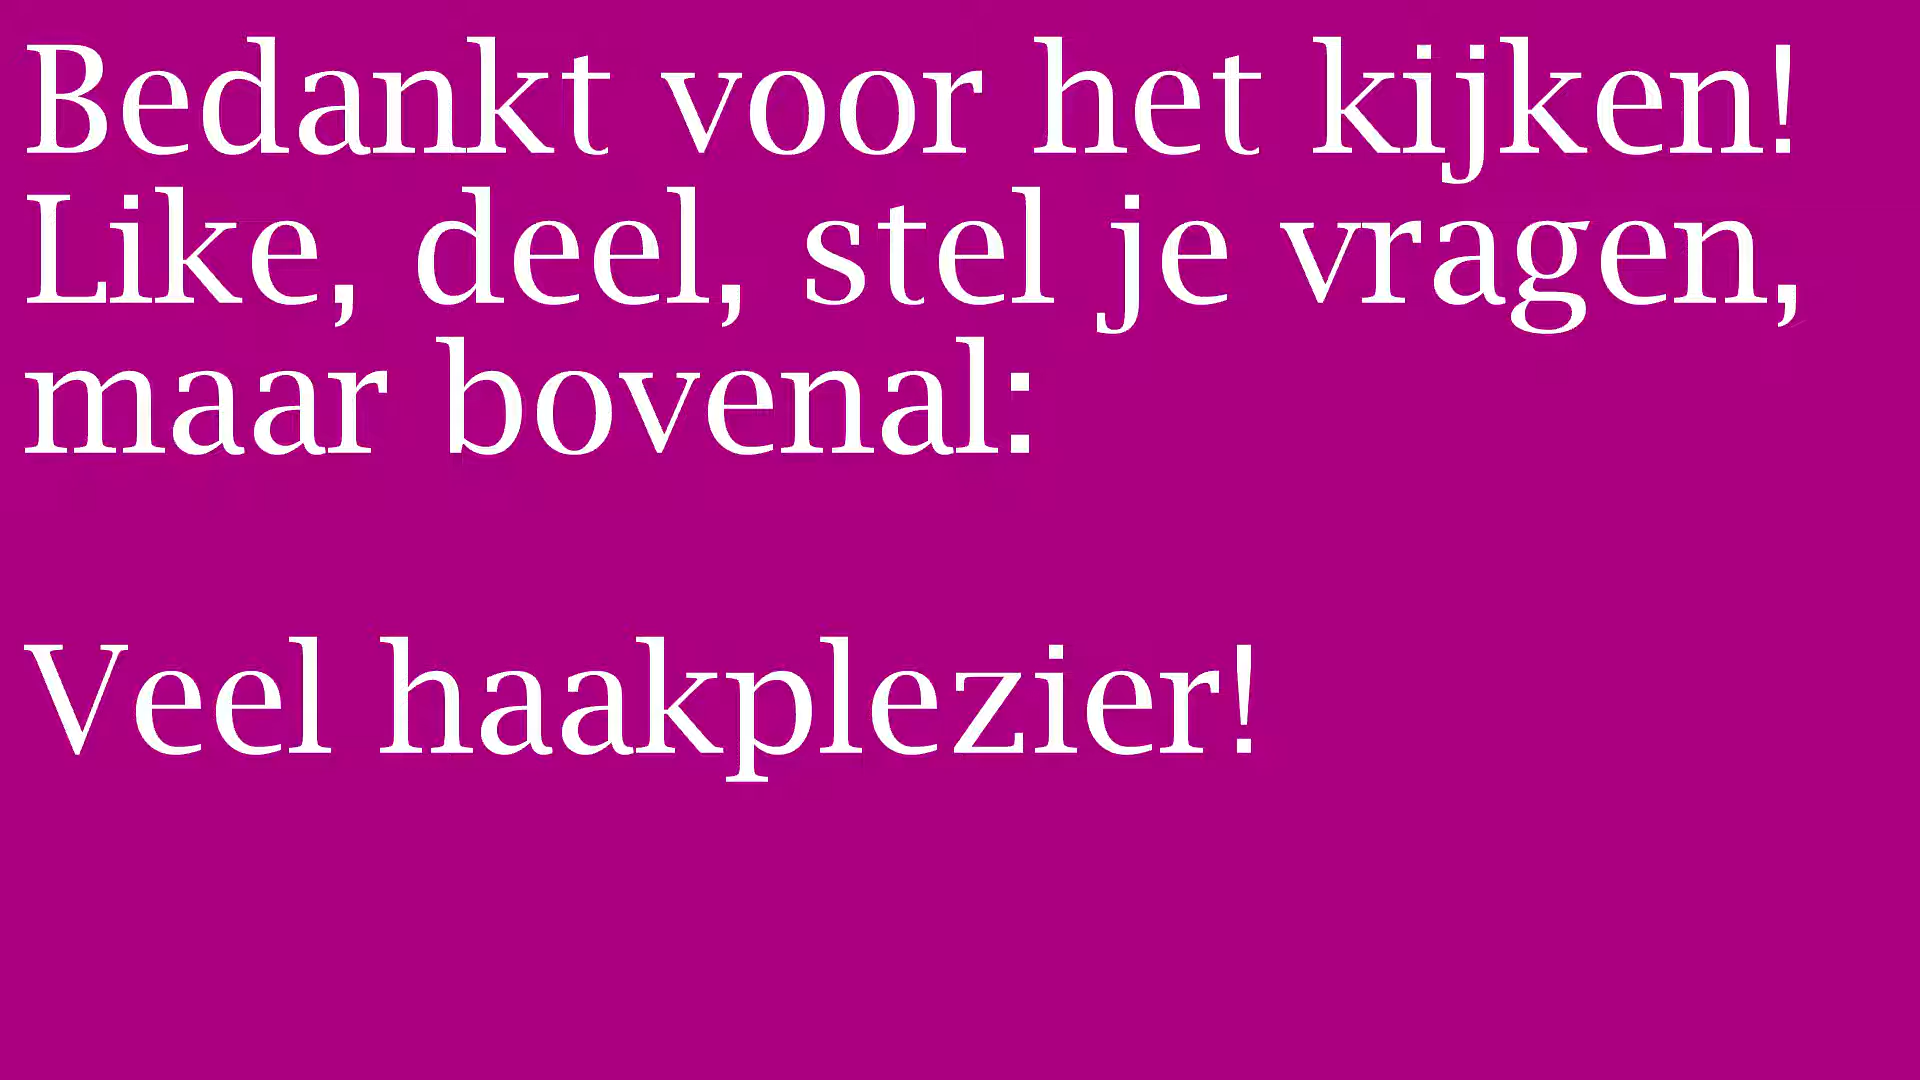 Bedankt voor het kijken!
Like, deel, stel je vragen,
maar bovenal:
Veel haakplezier!